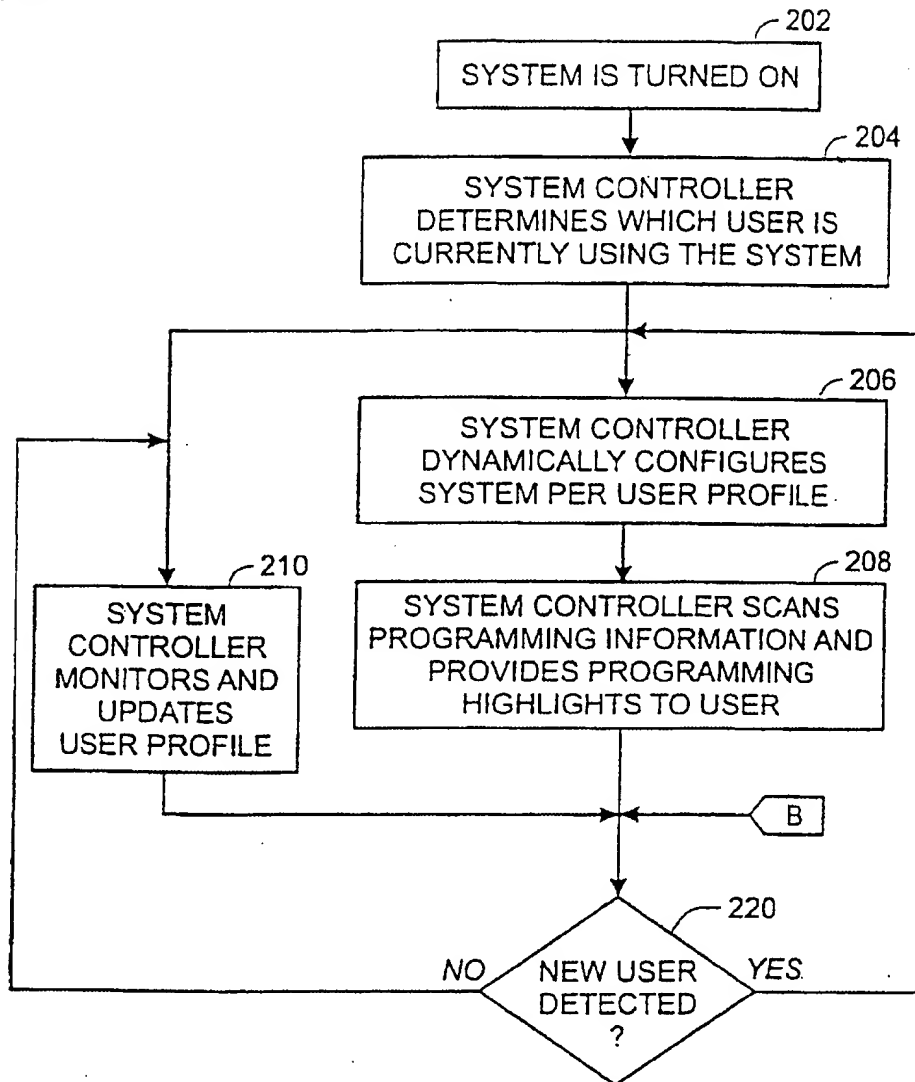 202
SYSTEM IS TURNED ON
204
SYSTEM CONTROLLER
DETERMINES WHICH USER IS
CURRENTLY USING THE SYSTEM
206
SYSTEM CONTROLLER
DYNAMICALLY CONFIGURES
SYSTEM PER USER PROFILE
210
SYSTEM
CONTROLLER
MONITORS AND
UPDATES
USER PROFILE
208
SYSTEM CONTROLLER SCANS
PROGRAMMING INFORMATION AND
PROVIDES PROGRAMMING
HIGHLIGHTS TO USER
B
220
NO
NEW USER
DETECTED
?
YES